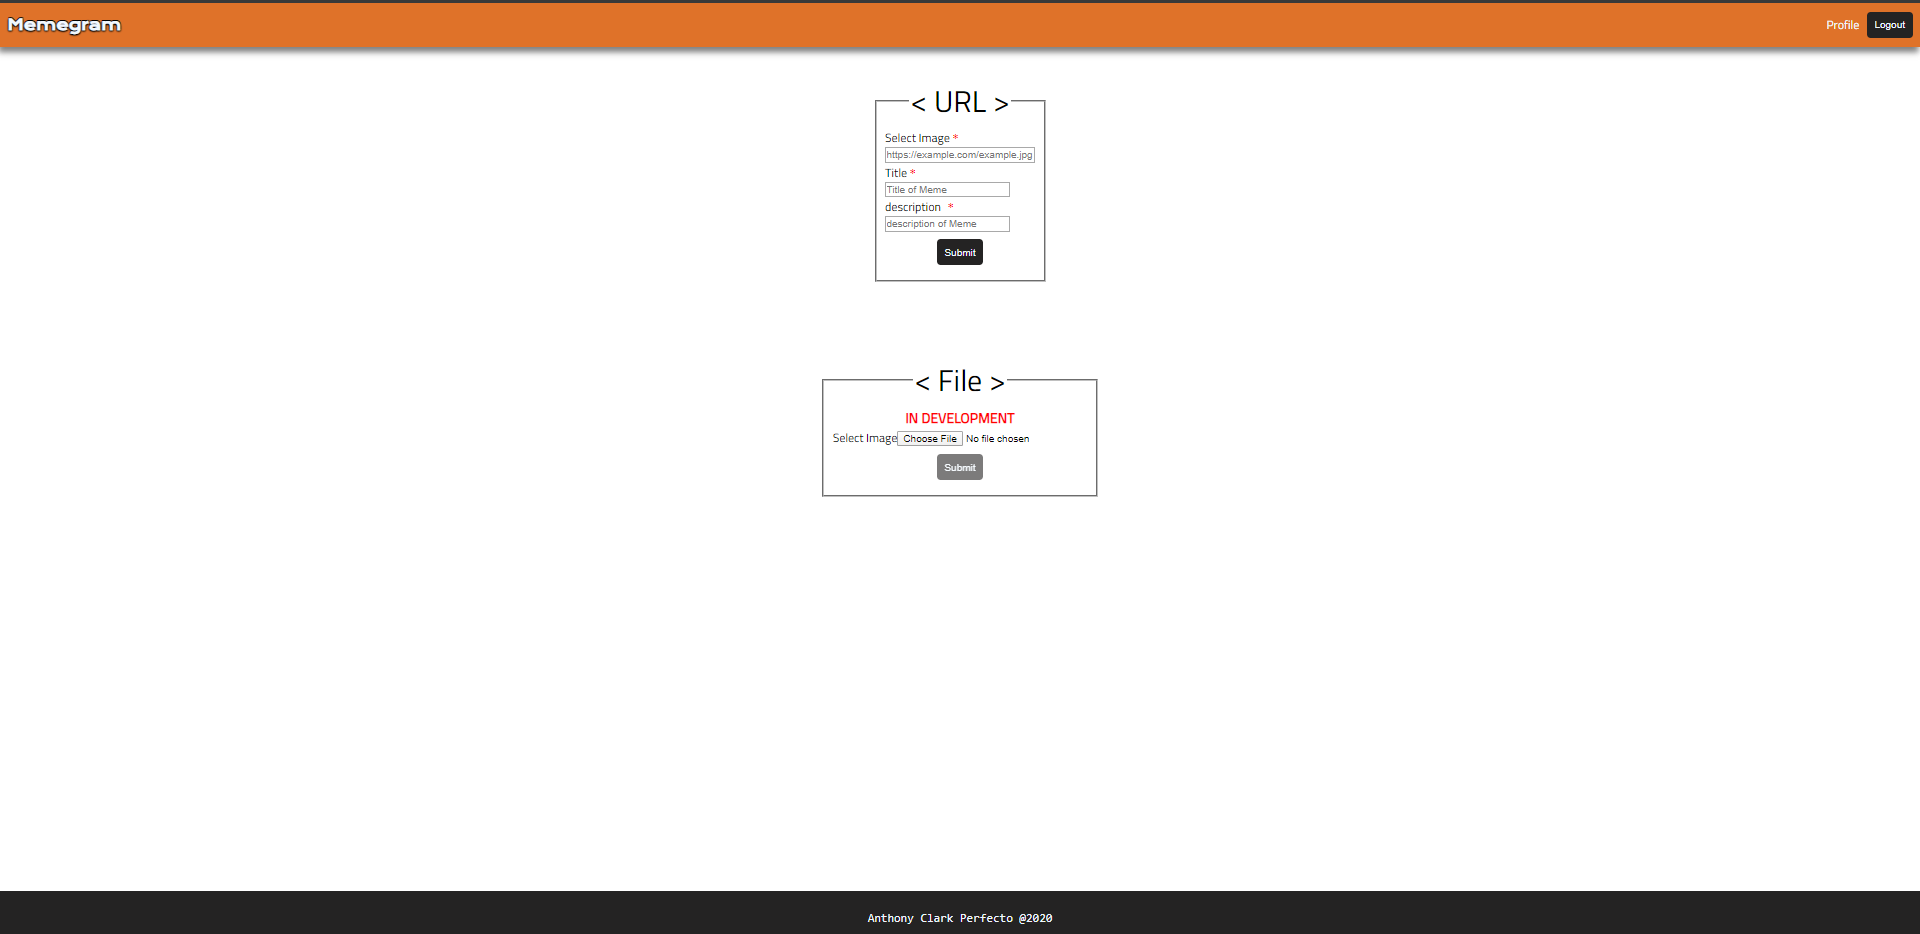 Memegram
Profile
Logout
< URL >
Select Image *
https://example.com/example.jpg
Title *
Title of Meme
description *
description of Meme
Submit
< File >
IN DEVELOPMENT
Select Image Choose File No file chosen
Submit
Anthony Clark Perfecto @2020